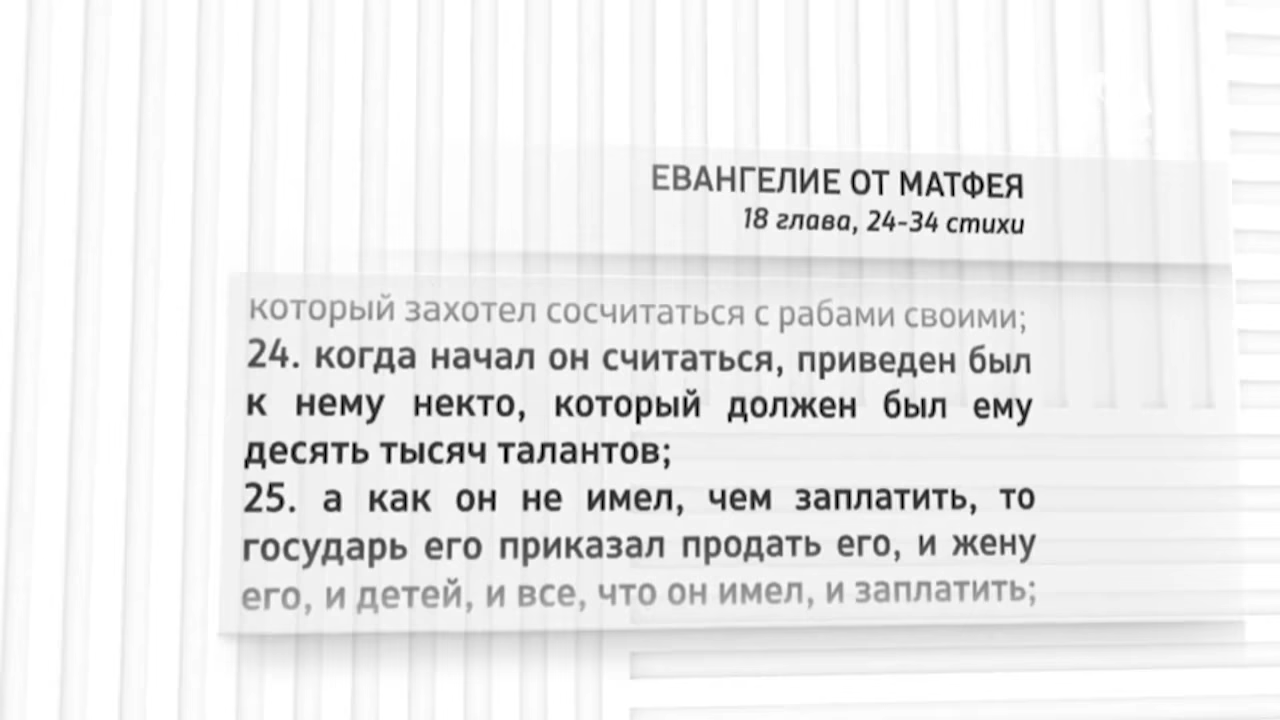 ЕВАНГЕЛИЕ ОТ МАТФЕЯ
18 глава, 24-34 стихи
который захотел сосчитаться с рабами своими;
24. когда начал он считаться, приведен был
к нему некто, который должен был ему
десять тысяч талантов;
25. а как он не имел, чем заплатить, то
государь его приказал продать его, и жену
его, и детей, и все, что он имел, и заплатить;